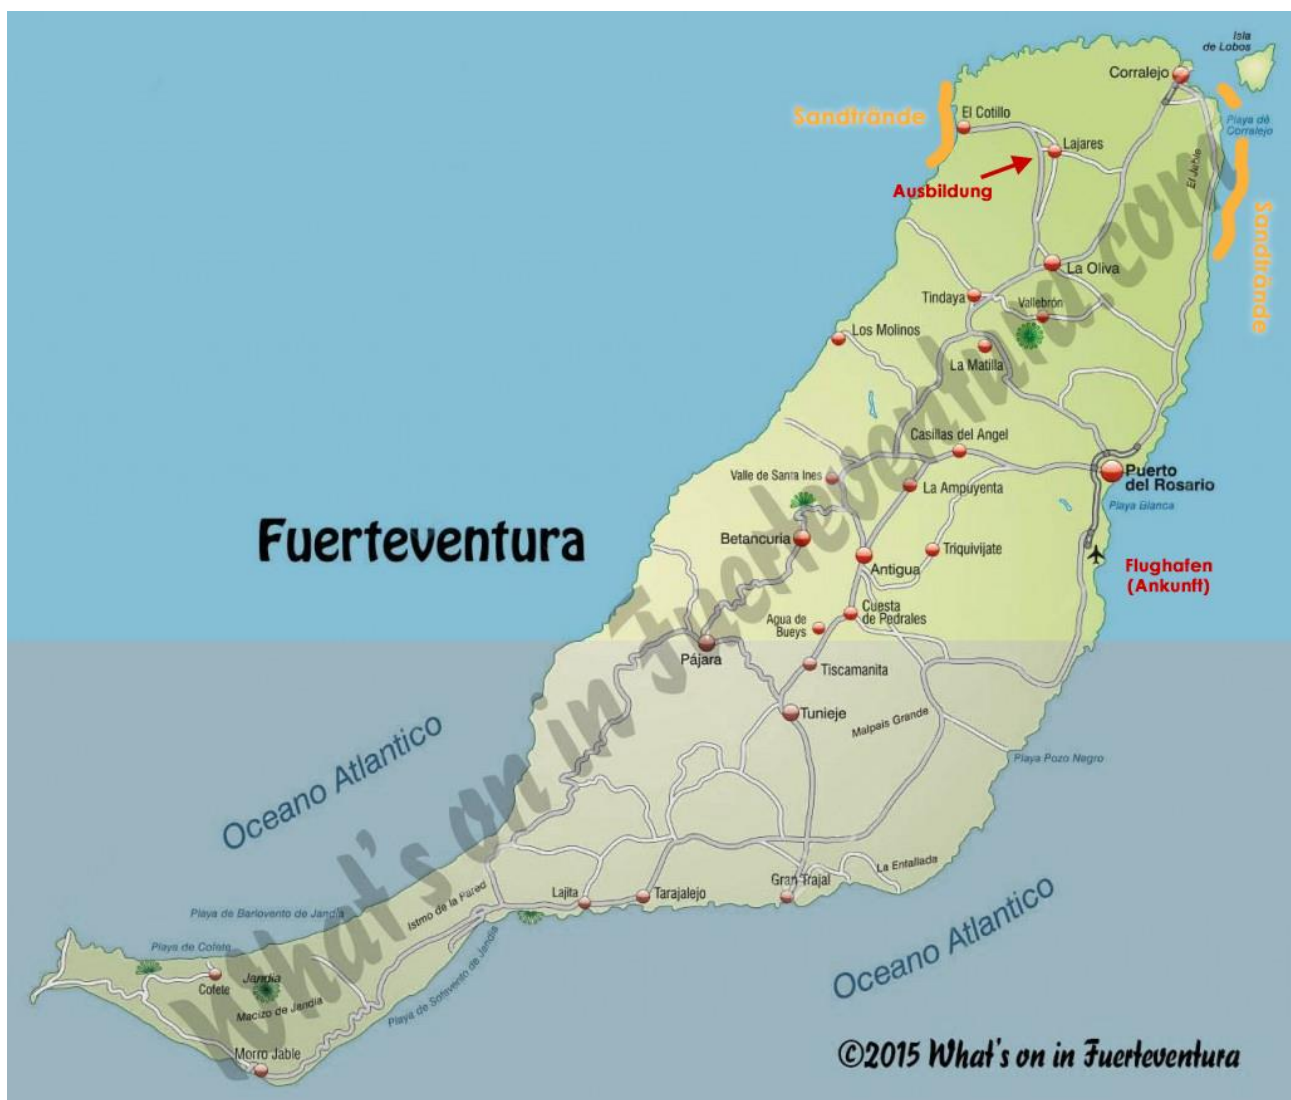 Isla
de Lobos
Corralejo
Sandtrände
El Cotillo
Playa de
Corralejo
Lajares
El Jable
Ausbildung
Sandtrände
La Oliva
Tindaya
Vallebrón
Los Molinos
La Matilla
Casillas del Angel
Valle de Santa Ines
La Ampuyenta
Puerto
del Rosario
Playa Blanca
Fuerteventura
Betancuria
Antigua
Triquivijate
Flughafen
(Ankunft)
Cuesta
de Pedrales
Agua de
Bueys
Pájara
Tiscamanita
Tunieje
Malpais Grande
Playa Pozo Negro
Oceano Atlantico
La Entallada
Gran Trajal
Lajita
Tarajalejo
Istmo de la Pared
Playa de Barlovento de Jandía
Playa de Cofete
Cofete
Jandia
Macizo de Jandia
Playa de Sotavento de Jandia
Oceano Atlantico
Morro Jable
What's on in Fuerteventura.com
©2015 What's on in Fuerteventura